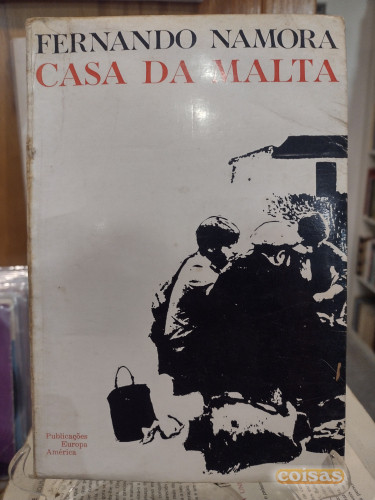 FERNANDO NAMORA
CASA DA MALTA
Publicações
Europa
América
coisas